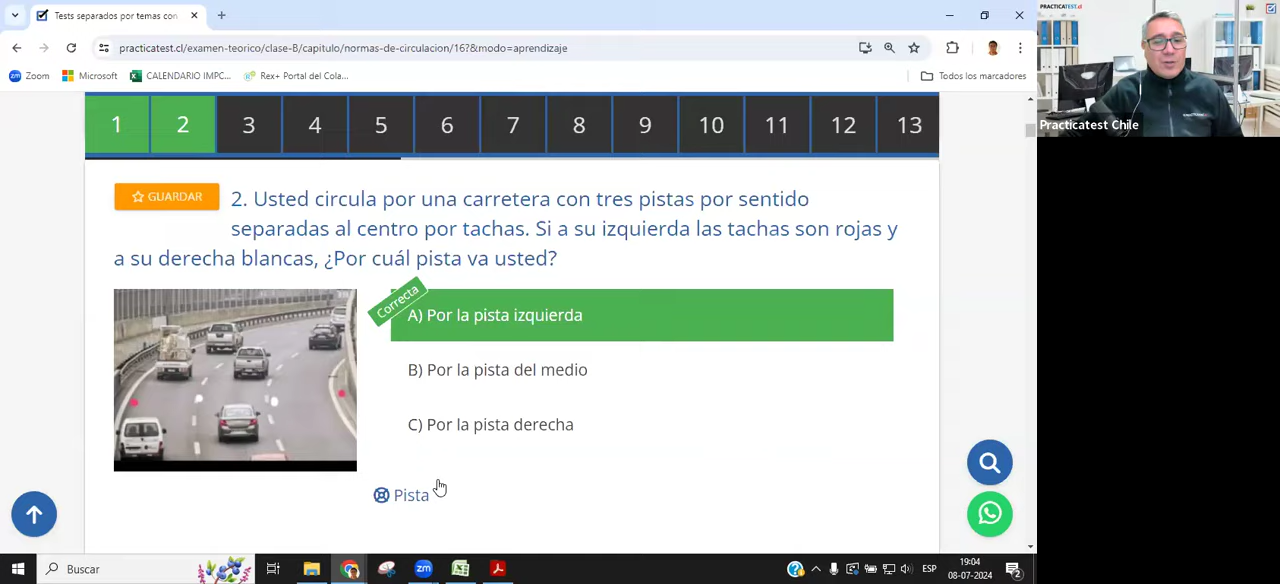 Tests separados por temas con
practicatest.cl/examen-teorico/clase-B/capitulo/normas-de-circulacion/167&modo=aprendizaje
Zoom
Microsoft
CALENDARIO IMPC...
Rex+ Portal del Cola...
Todos los marcadores
PRACTICATEST.cl
Practicatest Chile
1 2 3 4 5 6 7 8 9 10 11 12 13
GUARDAR
2. Usted circula por una carretera con tres pistas por sentido
separadas al centro por tachas. Si a su izquierda las tachas son rojas y
a su derecha blancas, ¿Por cuál pista va usted?
Correcta
A) Por la pista izquierda
B) Por la pista del medio
C) Por la pista derecha
Pista
Buscar
ESP
19:04
08-07-2024
2